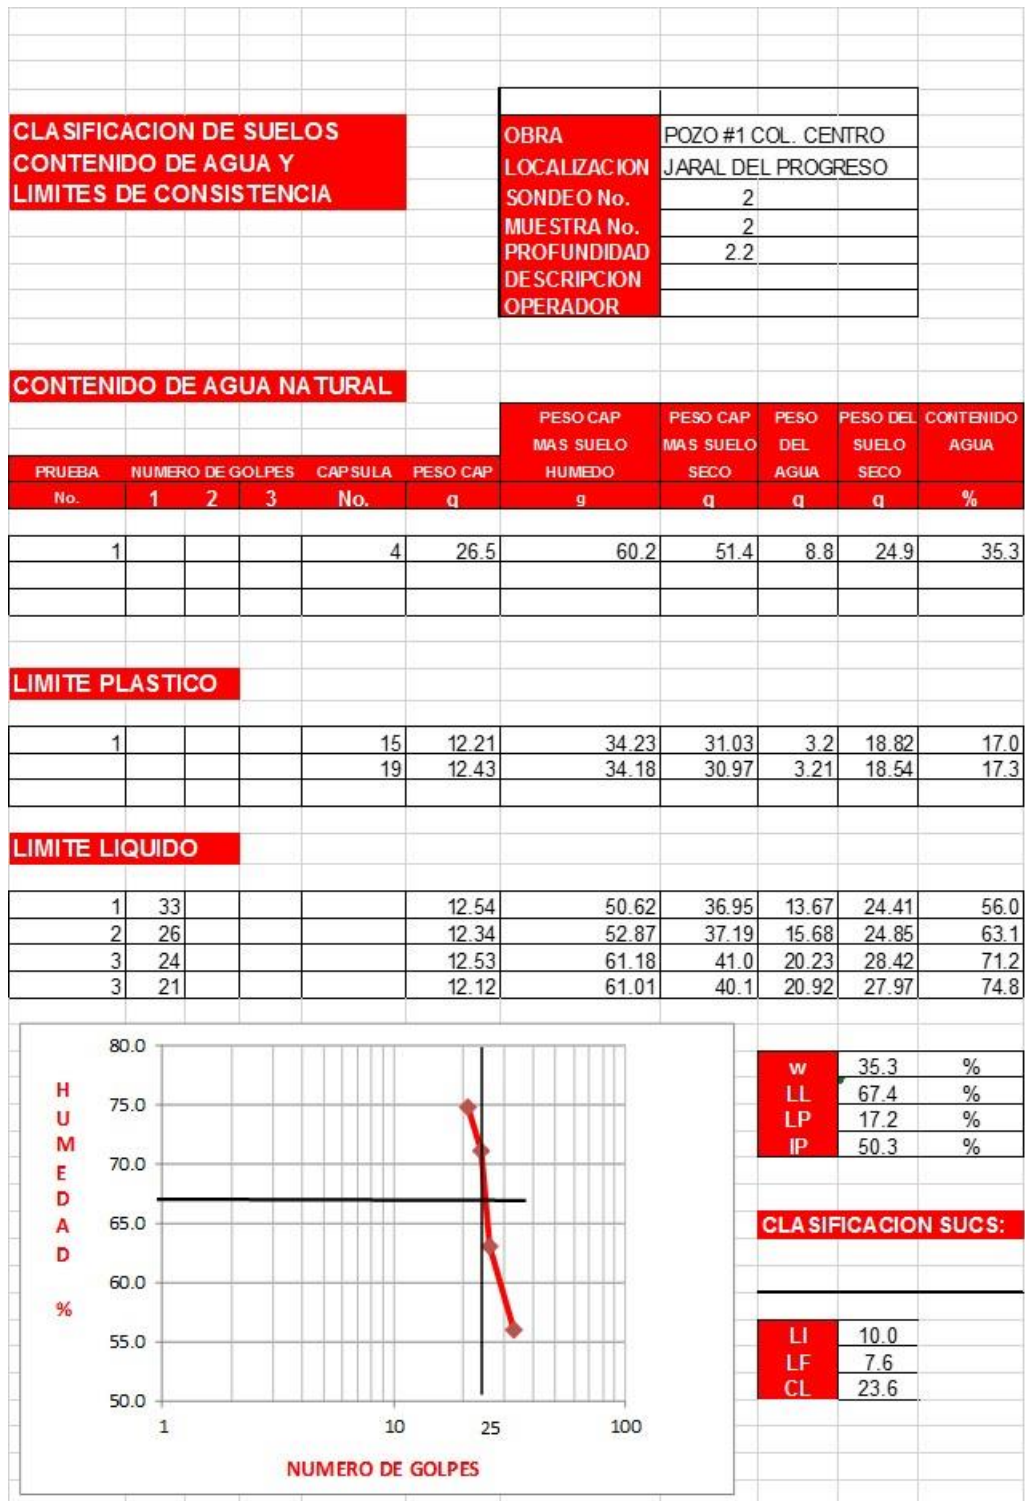 CLASIFICACION DE SUELOS
CONTENIDO DE AGUA Y
LIMITES DE CONSISTENCIA
OBRA POZO #1 COL. CENTRO
LOCALIZACION JARAL DEL PROGRESO
SONDEO No. 2
MUESTRA No. 2
PROFUNDIDAD 2.2
DESCRIPCION
OPERADOR
CONTENIDO DE AGUA NATURAL
PESO CAP PESO CAP PESO PESO DEL CONTENIDO
MAS SUELO MAS SUELO DEL SUELO AGUA
PRUEBA NUMERO DE GOLPES CAPSULA PESO CAP HUMEDO SECO AGUA SECO
No. 1 2 3 No. g g g g g %
1 4 26.5 60.2 51.4 8.8 24.9 35.3
LIMITE PLASTICO
1 15 12.21 34.23 31.03 3.2 18.82 17.0
19 12.43 34.18 30.97 3.21 18.54 17.3
LIMITE LIQUIDO
1 33 12.54 50.62 36.95 13.67 24.41 56.0
2 26 12.34 52.87 37.19 15.68 24.85 63.1
3 24 12.53 61.18 41.0 20.23 28.42 71.2
3 21 12.12 61.01 40.1 20.92 27.97 74.8
HUMEDAD %
80.0
75.0
70.0
65.0
60.0
55.0
50.0
1 10 25 100
NUMERO DE GOLPES
w 35.3 %
LL 67.4 %
LP 17.2 %
IP 50.3 %
CLASIFICACION SUCS:
LI 10.0
LF 7.6
CL 23.6